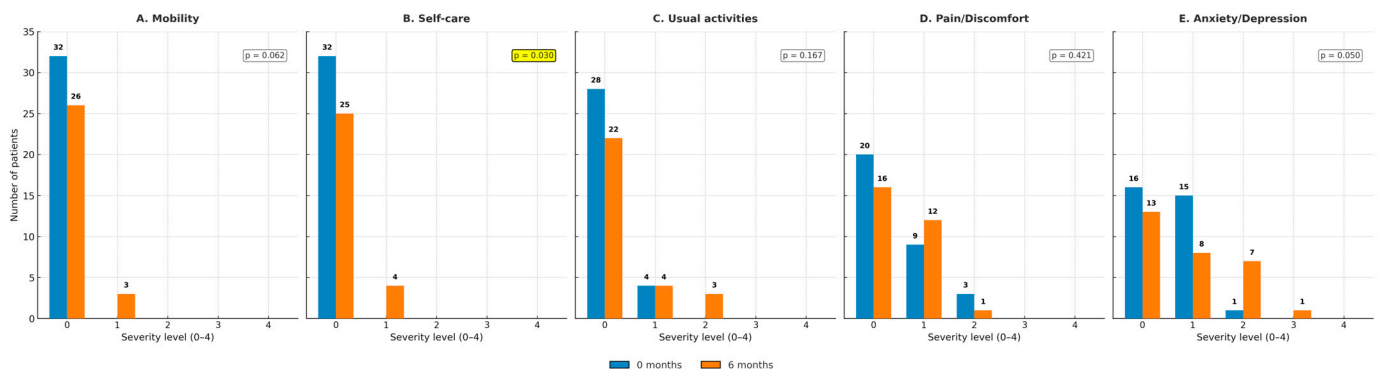 A. Mobility
B. Self-care
C. Usual activities
D. Pain/Discomfort
E. Anxiety/Depression
Number of patients
35
30
25
20
15
10
5
0
32
26
3
p = 0.062
0 1 2 3 4
Severity level (0–4)
32
25
4
p = 0.030
0 1 2 3 4
Severity level (0–4)
28
22
4
4
3
p = 0.167
0 1 2 3 4
Severity level (0–4)
20
16
9
12
3
1
p = 0.421
0 1 2 3 4
Severity level (0–4)
16
13
15
8
1
7
1
p = 0.050
0 1 2 3 4
Severity level (0–4)
0 months
6 months